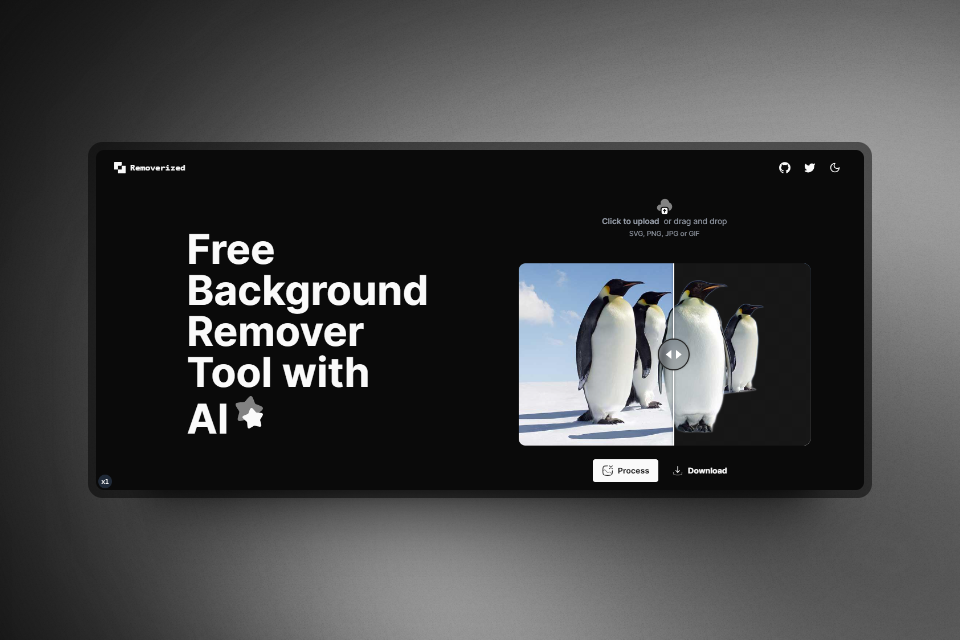 Removerized
Free
Background
Remover
Tool with
AI
Click to upload or drag and drop
SVG, PNG, JPG or GIF
Process
Download
x1